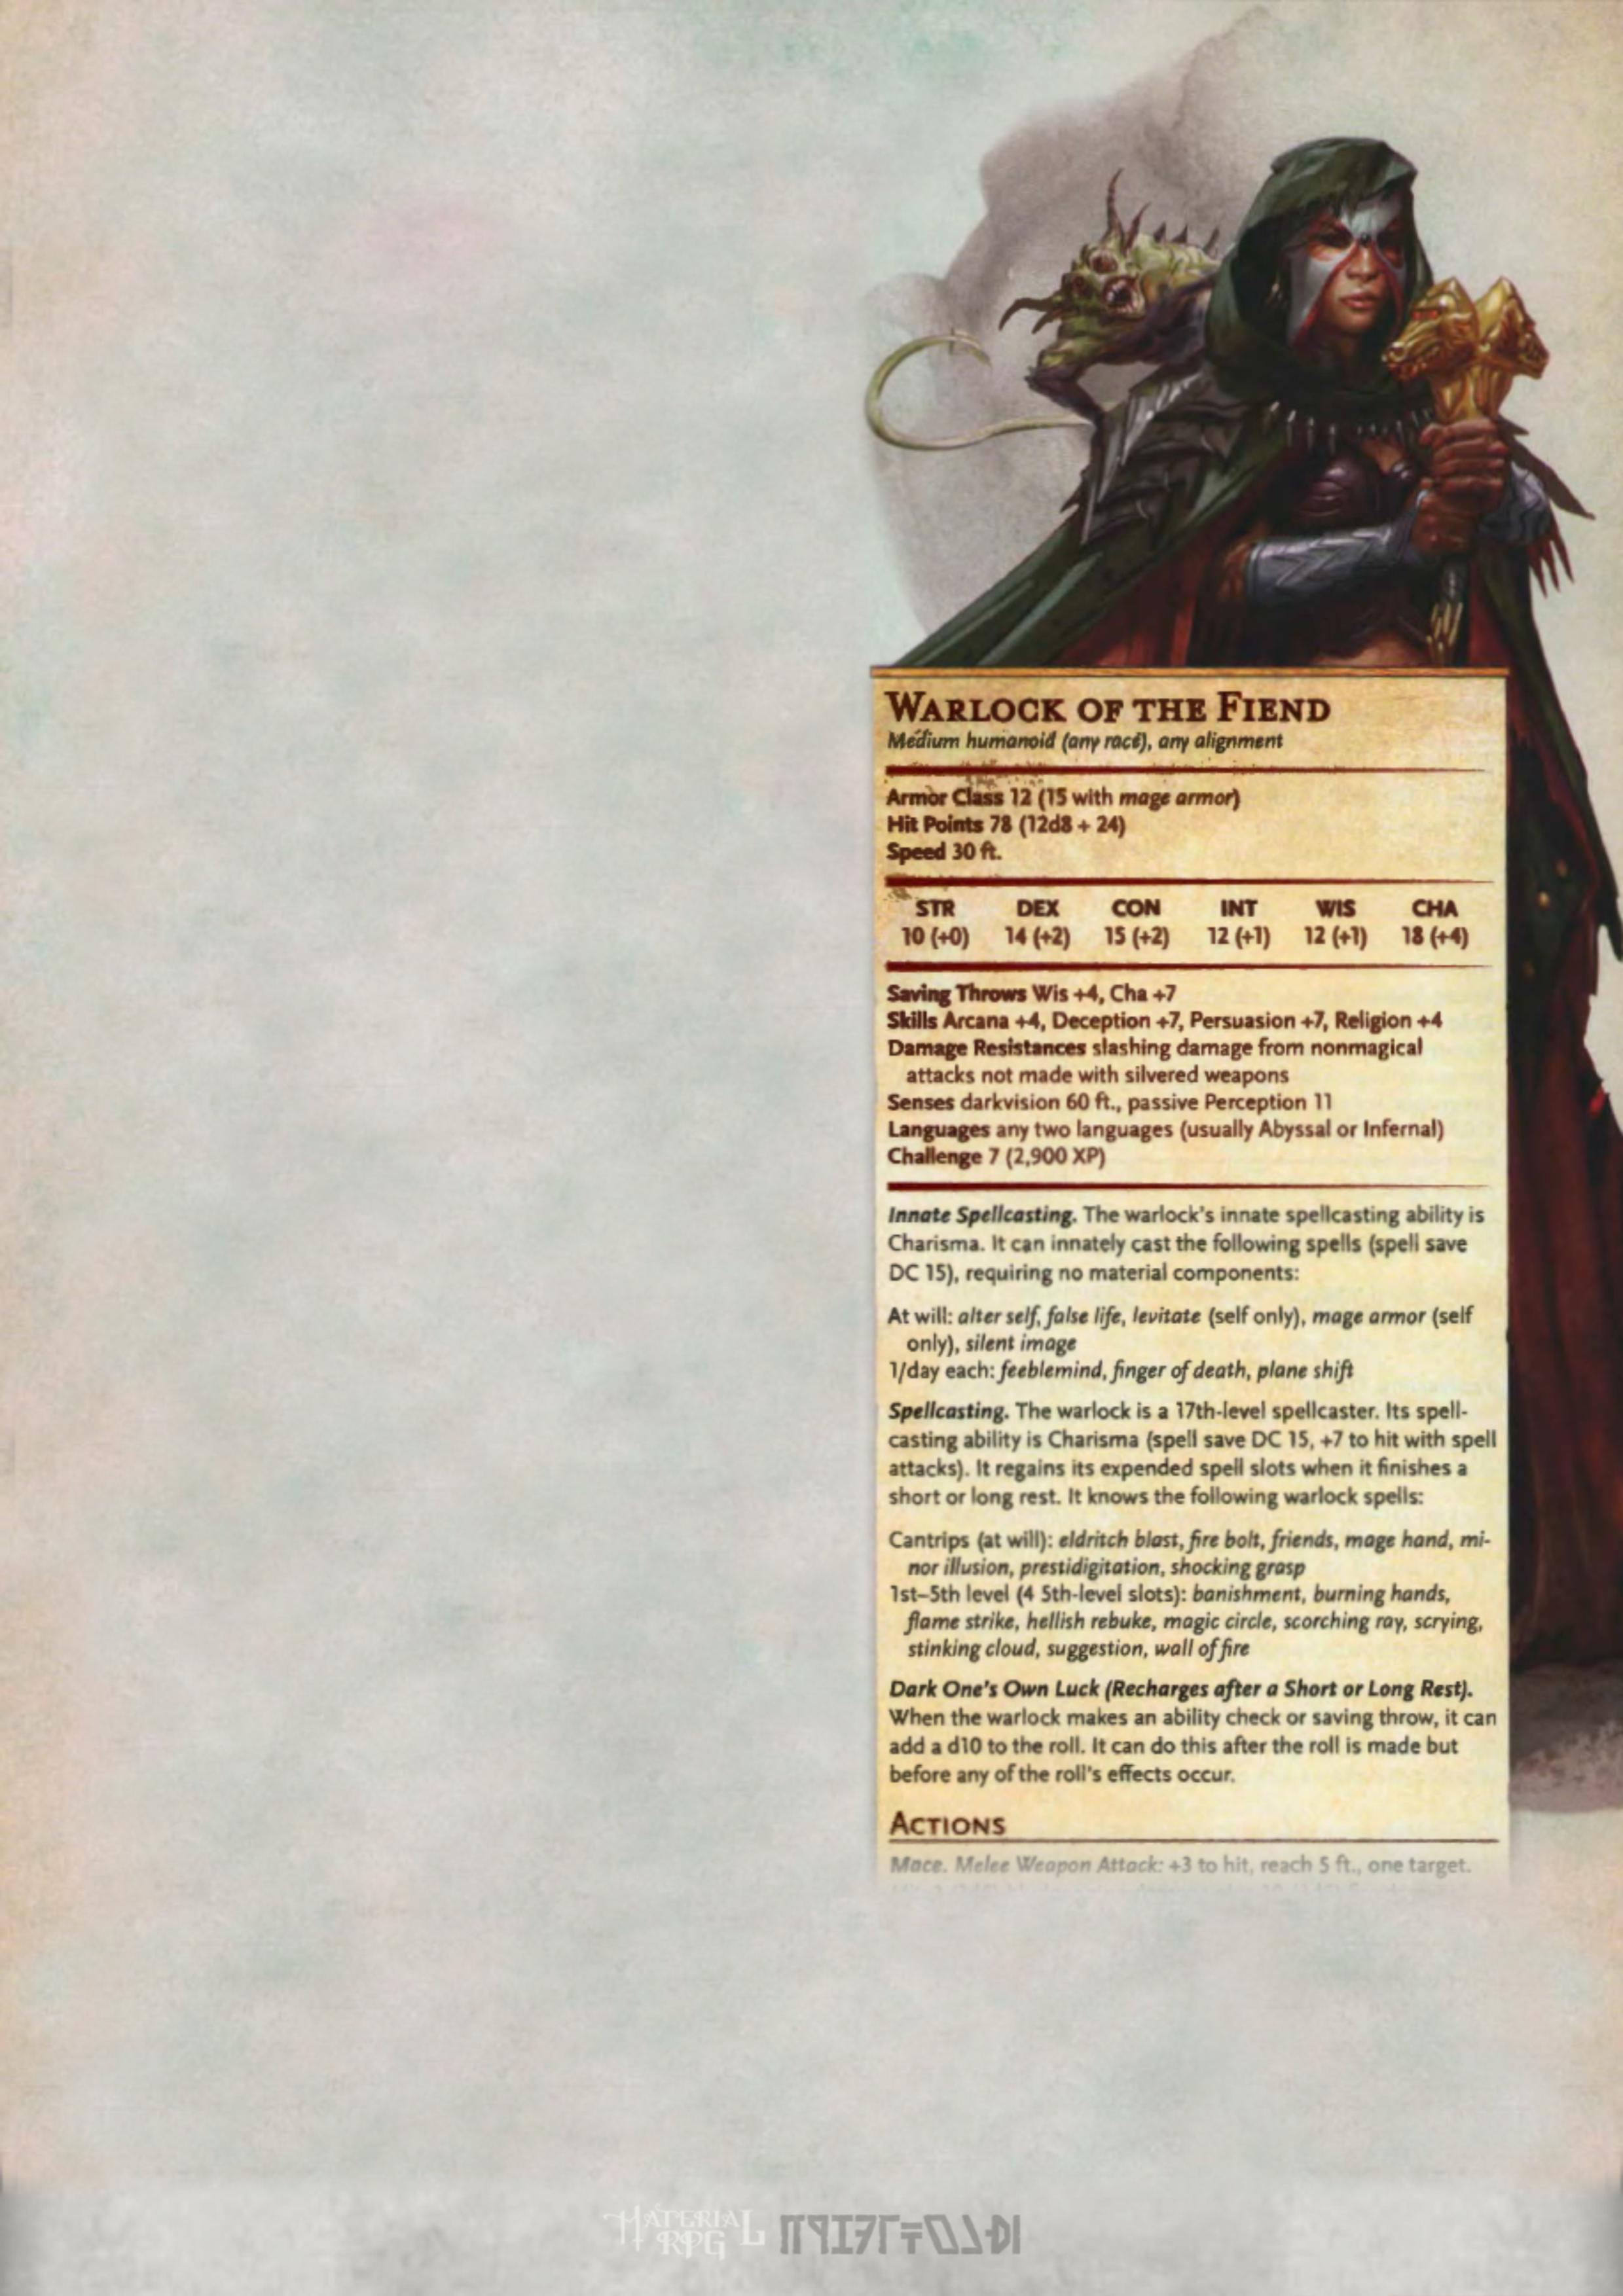 WARLOCK OF THE FIEND
Medium humanoid (any race), any alignment
Armor Class 12 (15 with mage armor)
Hit Points 78 (12d8 + 24)
Speed 30 ft.
STR DEX CON INT WIS CHA
10 (+0) 14 (+2) 15 (+2) 12 (+1) 12 (+1) 18 (+4)
Saving Throws Wis +4, Cha +7
Skills Arcana +4, Deception +7, Persuasion +7, Religion +4
Damage Resistances slashing damage from nonmagical
attacks not made with silvered weapons
Senses darkvision 60 ft., passive Perception 11
Languages any two languages (usually Abyssal or Infernal)
Challenge 7 (2,900 XP)
Innate Spellcasting. The warlock's innate spellcasting ability is
Charisma. It can innately cast the following spells (spell save
DC 15), requiring no material components:
At will: alter self, false life, levitate (self only), mage armor (self
only), silent image
1/day each: feeblemind, finger of death, plane shift
Spellcasting. The warlock is a 17th-level spellcaster. Its spell-
casting ability is Charisma (spell save DC 15, +7 to hit with spell
attacks). It regains its expended spell slots when it finishes a
short or long rest. It knows the following warlock spells:
Cantrips (at will): eldritch blast, fire bolt, friends, mage hand, mi-
nor illusion, prestidigitation, shocking grasp
1st–5th level (4 5th-level slots): banishment, burning hands,
flame strike, hellish rebuke, magic circle, scorching ray, scrying,
stinking cloud, suggestion, wall of fire
Dark One's Own Luck (Recharges after a Short or Long Rest).
When the warlock makes an ability check or saving throw, it can
add a d10 to the roll. It can do this after the roll is made but
before any of the roll's effects occur.
ACTIONS
Mace. Melee Weapon Attack: +3 to hit, reach 5 ft., one target.
MATERIAL
RPG